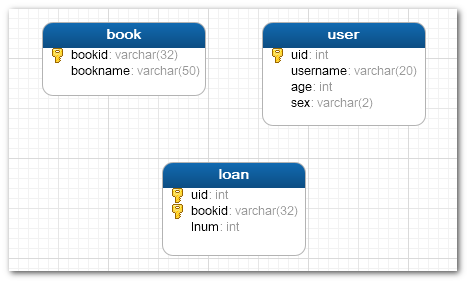 book
bookid: varchar(32)
bookname: varchar(50)
user
uid: int
username: varchar(20)
age: int
sex: varchar(2)
loan
uid: int
bookid: varchar(32)
lnum: int